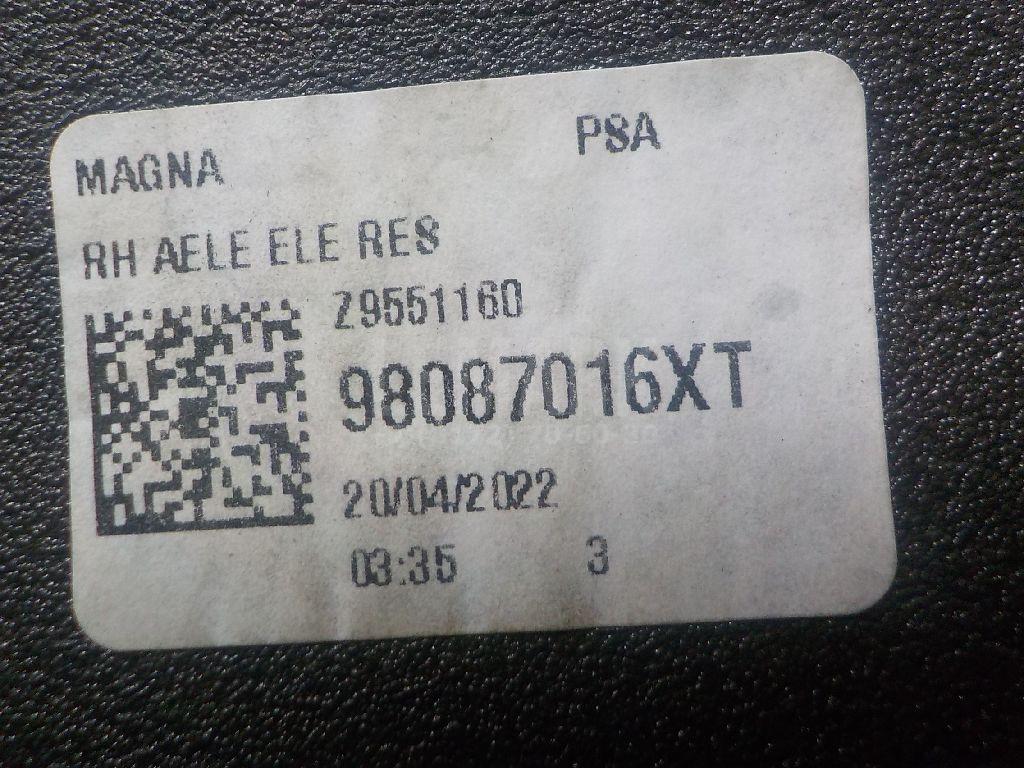 MAGNA PSA
RH AELE ELE RES
Z9551160
98087016XT
20/04/2022
03:35 3